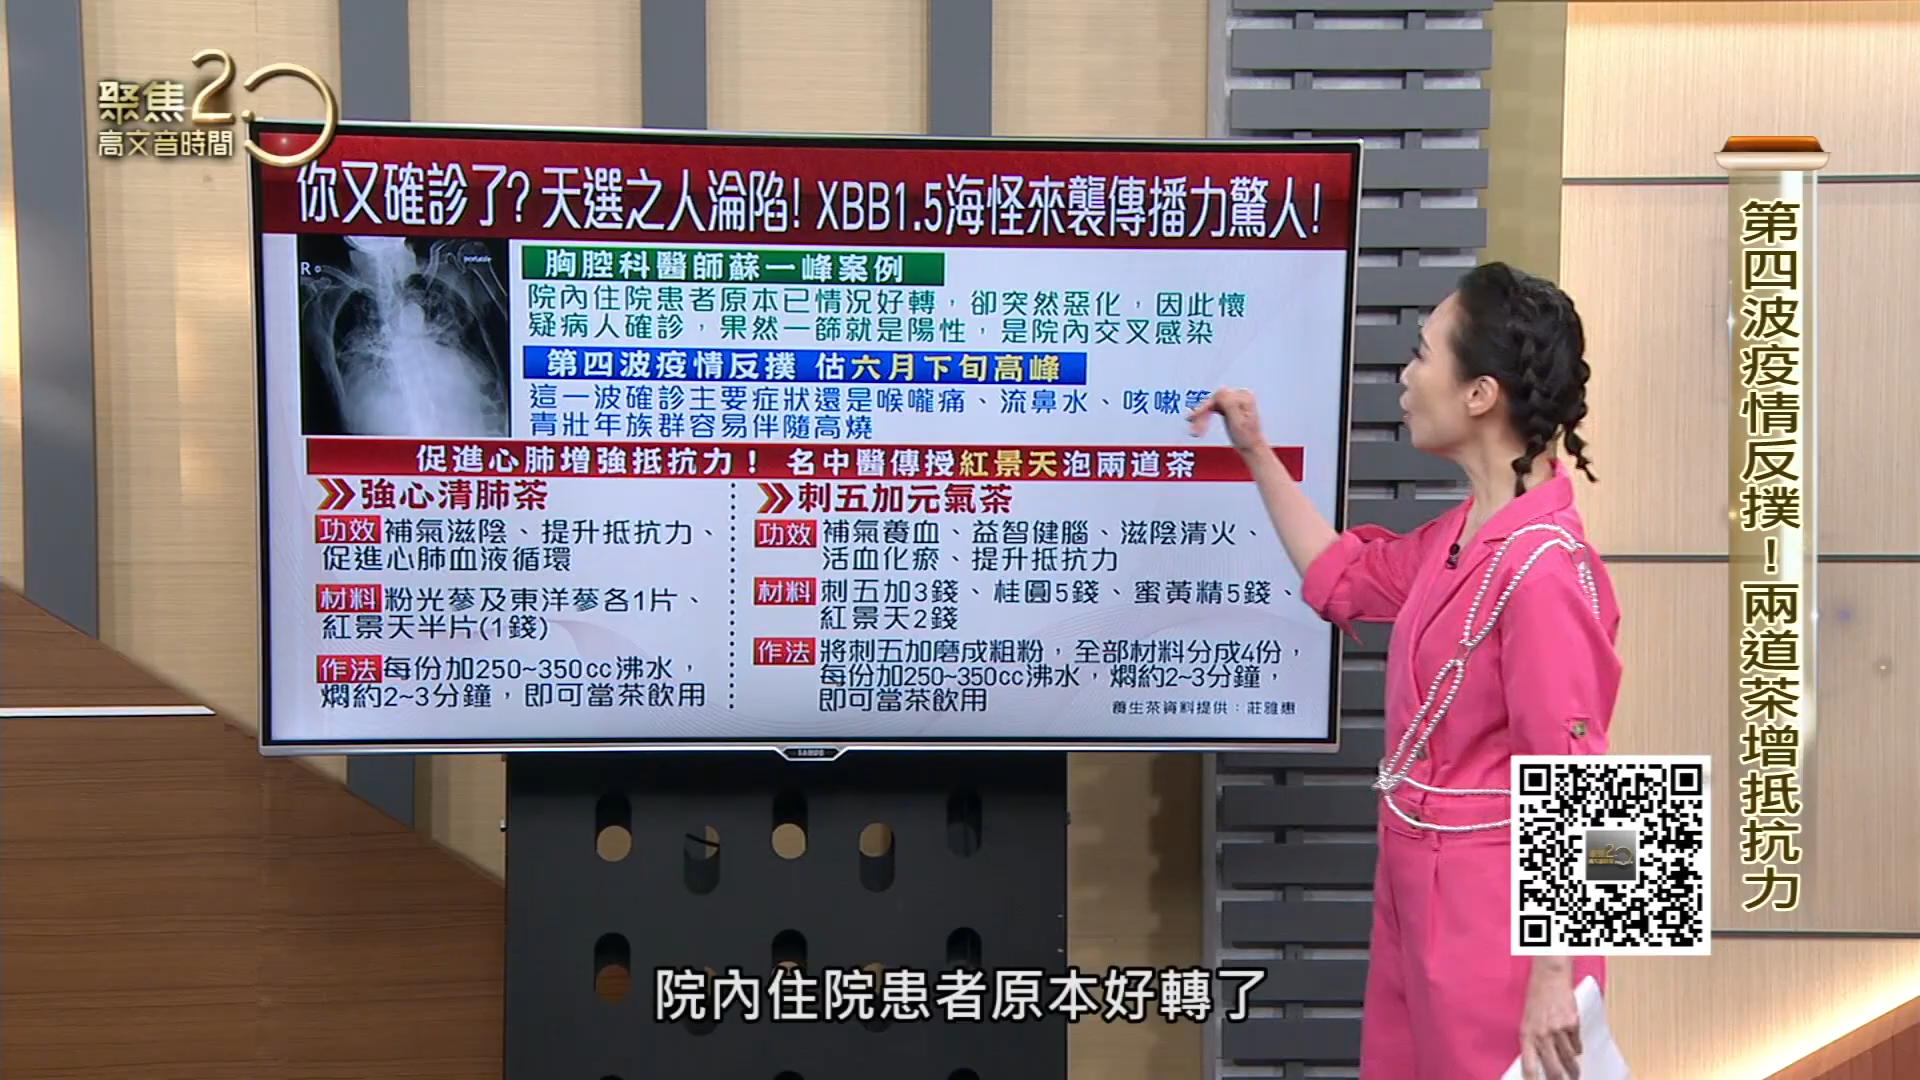 聚焦2.0
高文音時間
你又確診了?天選之人淪陷!XBB1.5海怪來襲傳播力驚人!
R
portable
胸腔科醫師蘇一峰案例
院內住院患者原本已情況好轉，卻突然惡化，因此懷
疑病人確診，果然一篩就是陽性，是院內交叉感染
第四波疫情反撲 估六月下旬高峰
這一波確診主要症狀還是喉嚨痛、流鼻水、咳嗽等
青壯年族群容易伴隨高燒
促進心肺增強抵抗力！ 名中醫傳授紅景天泡兩道茶
強心清肺茶
功效 補氣滋陰、提升抵抗力、
促進心肺血液循環
材料 粉光蔘及東洋蔘各1片、
紅景天半片(1錢)
作法 每份加250~350cc沸水，
燜約2~3分鐘，即可當茶飲用
刺五加元氣茶
功效 補氣養血、益智健腦、滋陰清火、
活血化瘀、提升抵抗力
材料 刺五加3錢、桂圓5錢、蜜黃精5錢、
紅景天2錢
作法 將刺五加磨成粗粉，全部材料分成4份，
每份加250~350cc沸水，燜約2~3分鐘，
即可當茶飲用
養生茶資料提供：莊雅惠
第四波疫情反撲！兩道茶增抵抗力
院內住院患者原本好轉了